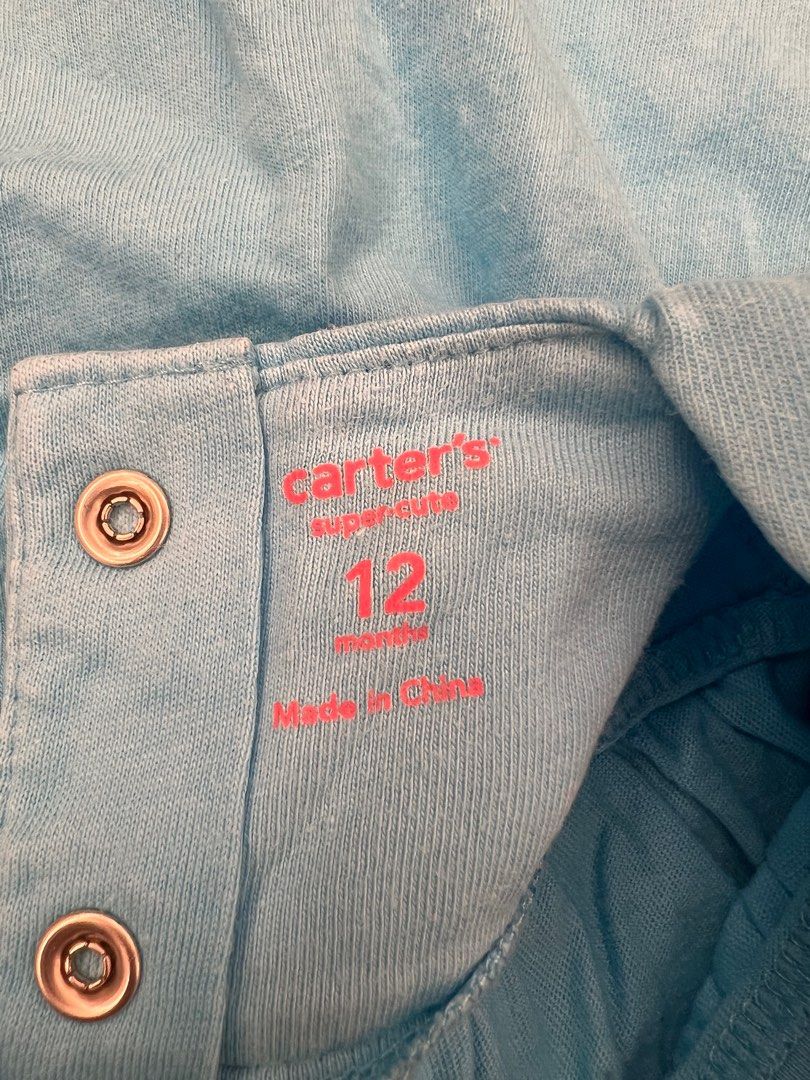 carter's
super-cute
12
months
Made in China